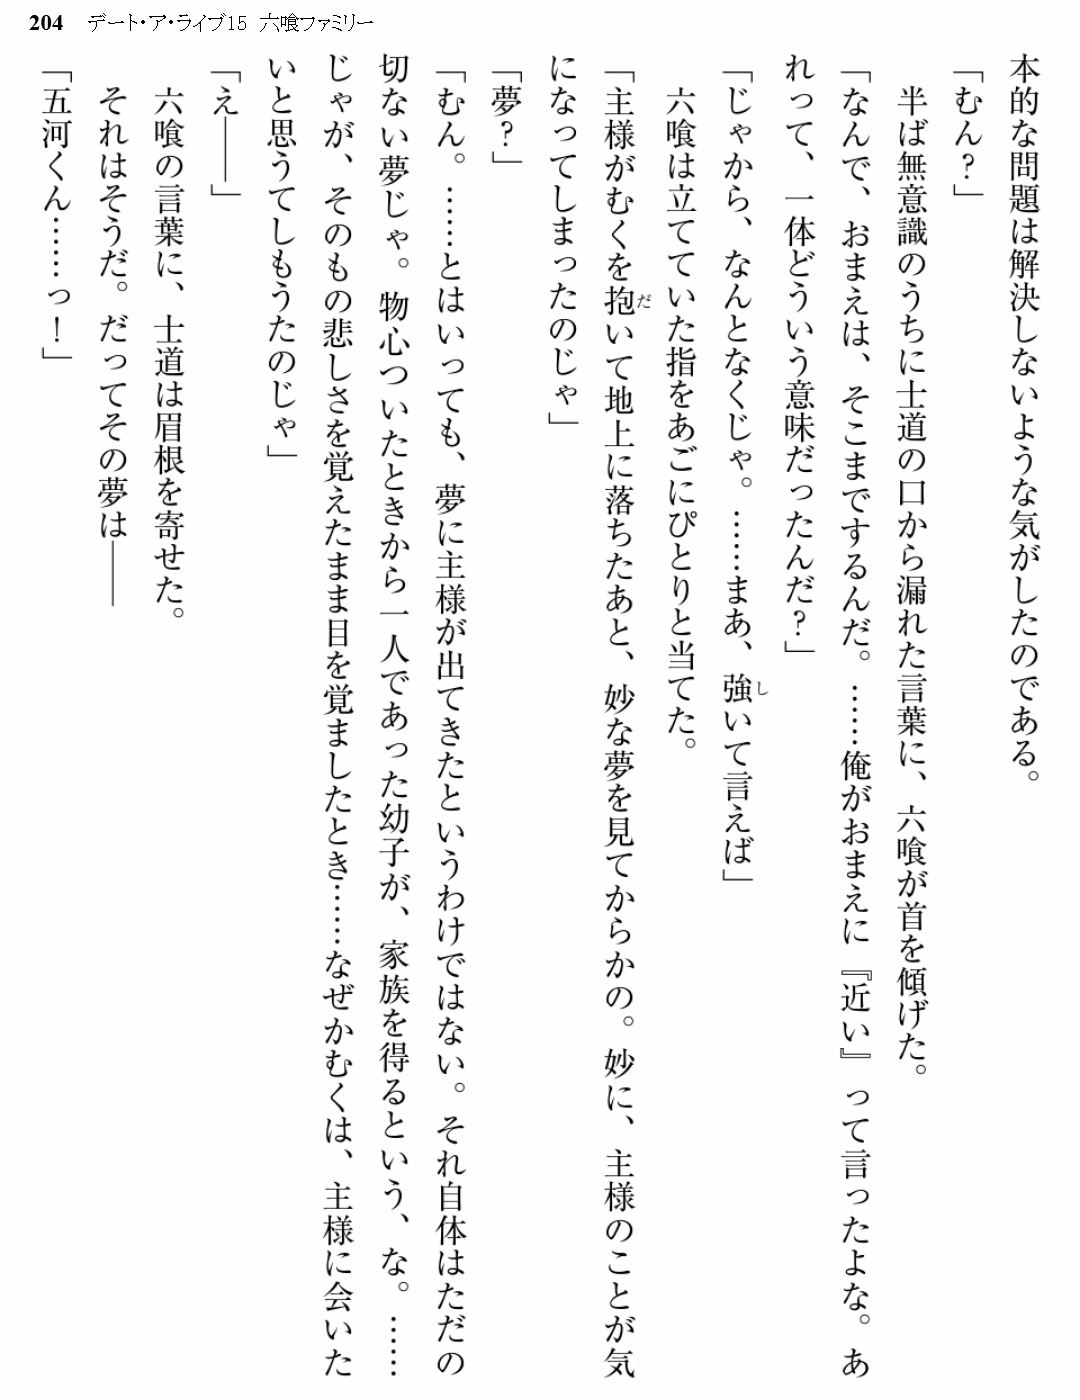 204 デート・ア・ライブ15 六喰ファミリー
本的な問題は解決しないような気がしたのである。
「むん？」
半ば無意識のうちに士道の口から漏れた言葉に、六喰が首を傾げた。
「なんで、おまえは、そこまでするんだ。……俺がおまえに『近い』って言ったよな。あ
れって、一体どういう意味だったんだ？」
「じゃから、なんとなくじゃ。……まあ、強いて言えば」
六喰は立てていた指をあごにぴとりと当てた。
「主様がむくを抱いて地上に落ちたあと、妙な夢を見てからかの。妙に、主様のことが気
になってしまったのじゃ」
「夢？」
「むん。……とはいっても、夢に主様が出てきたというわけではない。それ自体はただの
切ない夢じゃ。物心ついたときから一人であった幼子が、家族を得るという、な。……
じゃが、そのもの悲しさを覚えたまま目を覚ましたとき……なぜかむくは、主様に会いた
いと思うてしもうたのじゃ」
「え――」
六喰の言葉に、士道は眉根を寄せた。
それはそうだ。だってその夢は――
「五河くん……っ！」